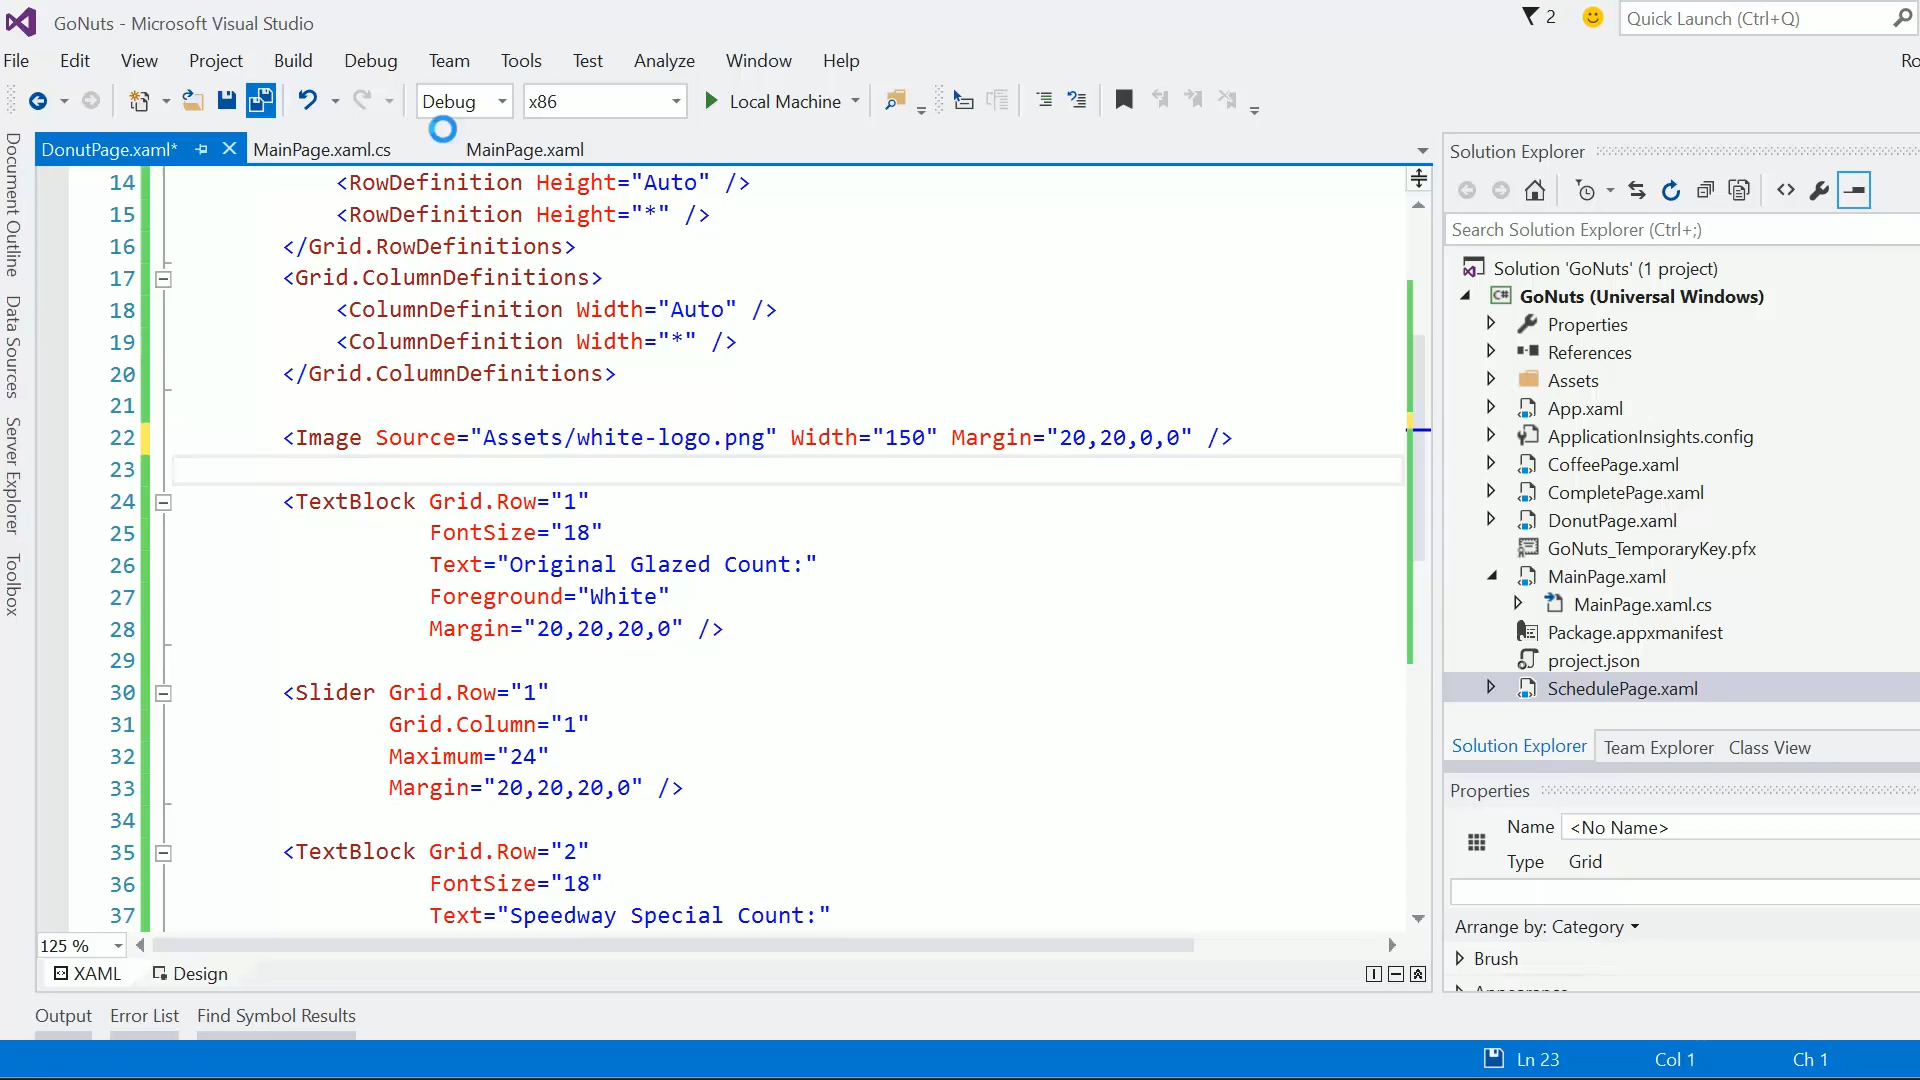 GoNuts - Microsoft Visual Studio
2
Quick Launch (Ctrl+Q)
File Edit View Project Build Debug Team Tools Test Analyze Window Help Ro
Debug x86 Local Machine
DonutPage.xaml* MainPage.xaml.cs MainPage.xaml
Document Outline
Data Sources
Server Explorer
Toolbox
14 <RowDefinition Height="Auto" />
15 <RowDefinition Height="*" />
16 </Grid.RowDefinitions>
17 <Grid.ColumnDefinitions>
18 <ColumnDefinition Width="Auto" />
19 <ColumnDefinition Width="*" />
20 </Grid.ColumnDefinitions>
21
22 <Image Source="Assets/white-logo.png" Width="150" Margin="20,20,0,0" />
23
24 <TextBlock Grid.Row="1"
25 FontSize="18"
26 Text="Original Glazed Count:"
27 Foreground="White"
28 Margin="20,20,20,0" />
29
30 <Slider Grid.Row="1"
31 Grid.Column="1"
32 Maximum="24"
33 Margin="20,20,20,0" />
34
35 <TextBlock Grid.Row="2"
36 FontSize="18"
37 Text="Speedway Special Count:"
125 %
XAML Design
Solution Explorer
Search Solution Explorer (Ctrl+;)
Solution 'GoNuts' (1 project)
C# GoNuts (Universal Windows)
Properties
References
Assets
App.xaml
ApplicationInsights.config
CoffeePage.xaml
CompletePage.xaml
DonutPage.xaml
GoNuts_TemporaryKey.pfx
MainPage.xaml
MainPage.xaml.cs
Package.appxmanifest
project.json
SchedulePage.xaml
Solution Explorer Team Explorer Class View
Properties
Name <No Name>
Type Grid
Arrange by: Category
Brush
Appearance
Output Error List Find Symbol Results
Ln 23 Col 1 Ch 1